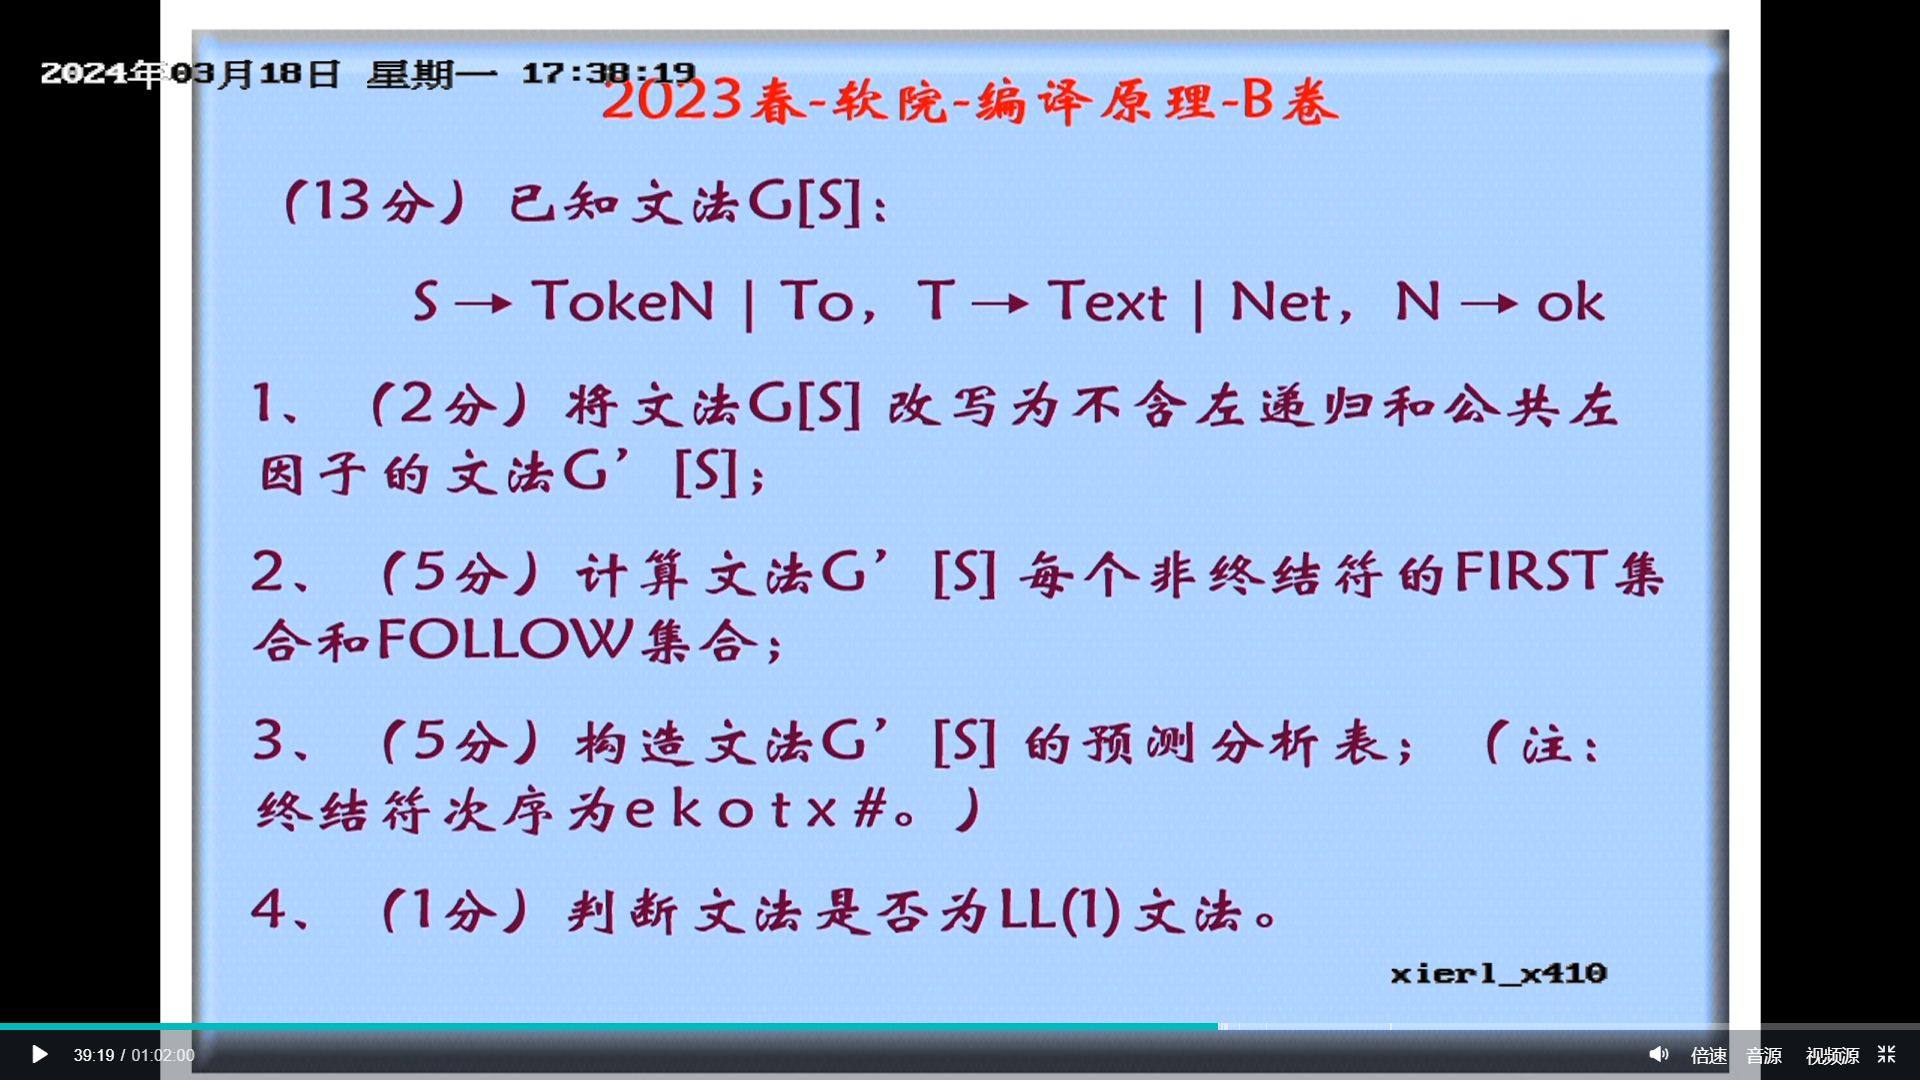 2024年03月18日 星期一 17:38:19
2023春-软院-编译原理-B卷
（13分）已知文法G[S]：
S → TokeN | To，T → Text | Net，N → ok
1、（2分）将文法G[S] 改写为不含左递归和公共左
因子的文法G’[S]；
2、（5分）计算文法G’[S] 每个非终结符的FIRST集
合和FOLLOW集合；
3、（5分）构造文法G’[S] 的预测分析表；（注：
终结符次序为e k o t x #。）
4、（1分）判断文法是否为LL(1)文法。
xierl_x410
39:19 / 01:02:00 倍速 音源 视频源